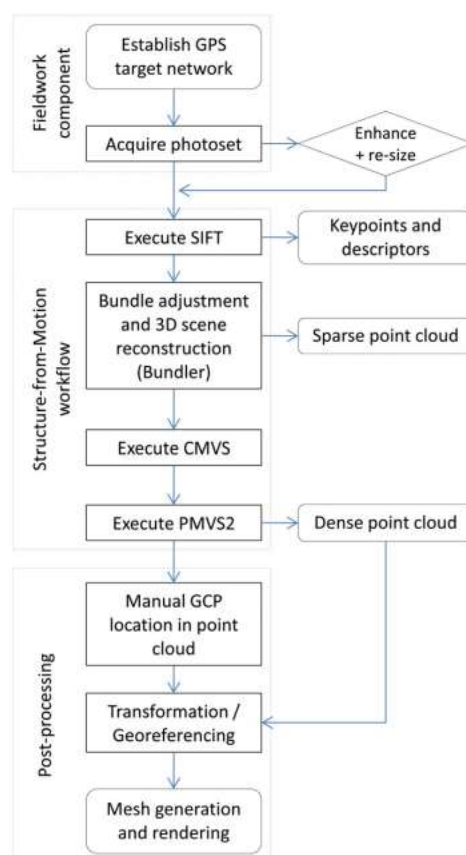 Fieldwork
component
Establish GPS
target network
Acquire photoset
Enhance
+ re-size
Structure-from-Motion
workflow
Execute SIFT
Keypoints and
descriptors
Bundle adjustment
and 3D scene
reconstruction
(Bundler)
Sparse point cloud
Execute CMVS
Execute PMVS2
Dense point cloud
Post-processing
Manual GCP
location in point
cloud
Transformation /
Georeferencing
Mesh generation
and rendering